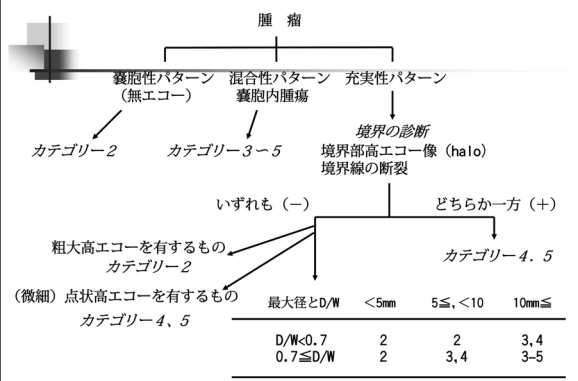 腫 瘤
嚢胞性パターン
（無エコー）
混合性パターン
嚢胞内腫瘍
充実性パターン
カテゴリー２
カテゴリー３～５
境界の診断
境界部高エコー像（halo）
境界線の断裂
いずれも（－）
どちらか一方（＋）
粗大高エコーを有するもの
カテゴリー２
カテゴリー４．５
（微細）点状高エコーを有するもの
カテゴリー４、５
最大径とD/W <5mm 5≦,<10 10mm≦
D/W<0.7 2 2 3,4
0.7≦D/W 2 3,4 3-5